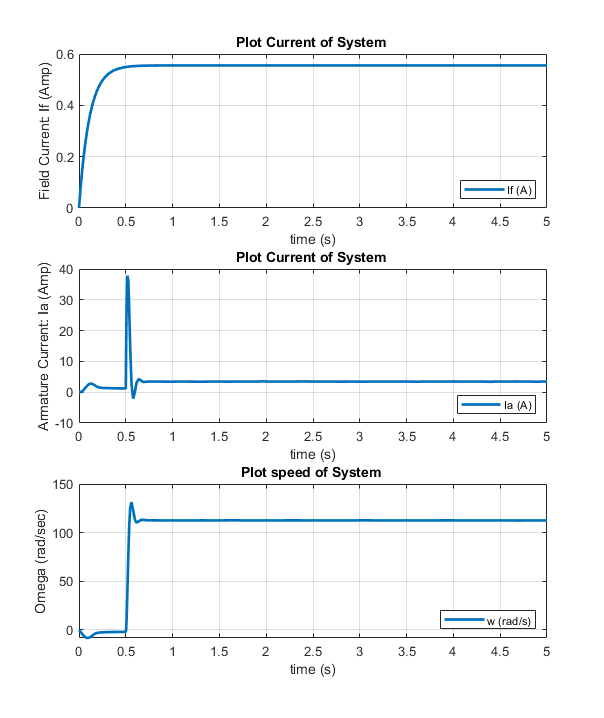 Plot Current of System
Field Current: If (Amp)
0.6
0.4
0.2
0
If (A)
0 0.5 1 1.5 2 2.5 3 3.5 4 4.5 5
time (s)
Plot Current of System
Armature Current: Ia (Amp)
40
30
20
10
0
-10
Ia (A)
0 0.5 1 1.5 2 2.5 3 3.5 4 4.5 5
time (s)
Plot speed of System
Omega (rad/sec)
150
100
50
0
w (rad/s)
0 0.5 1 1.5 2 2.5 3 3.5 4 4.5 5
time (s)